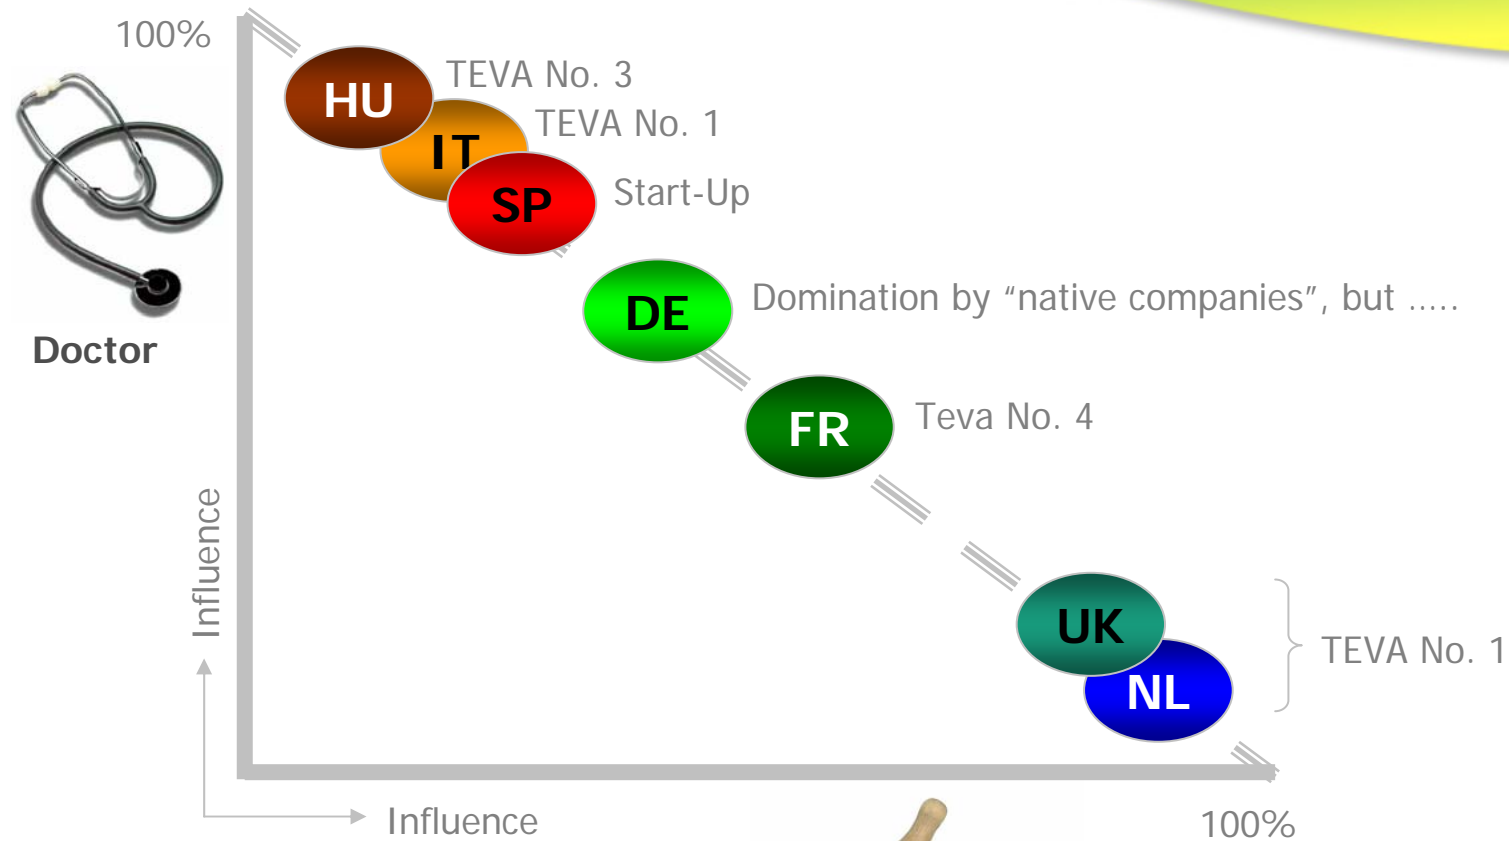 100%
TEVA No. 3
HU
TEVA No. 1
IT
Start-Up
SP
Domination by “native companies”, but .....
DE
Doctor
Teva No. 4
FR
Influence
UK
TEVA No. 1
NL
Influence
100%